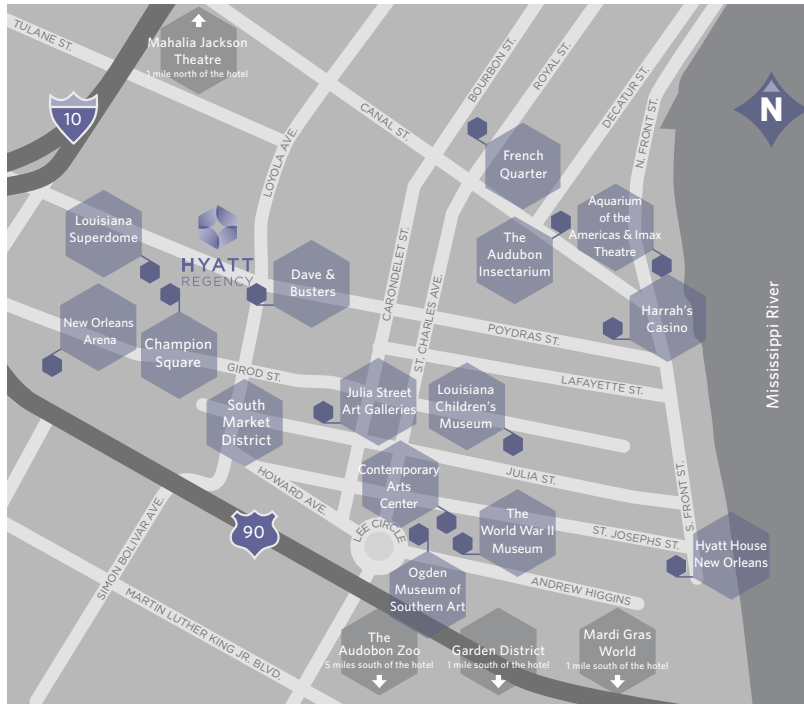 TULANE ST.
Mahalia Jackson
Theatre
1 mile north of the hotel
10
LOYOLA AVE.
CANAL ST.
BOURBON ST.
ROYAL ST.
DECATUR ST.
N. FRONT ST.
N
French
Quarter
Louisiana
Superdome
HYATT
REGENCY
Dave &
Busters
The
Audubon
Insectarium
Aquarium
of the
Americas & Imax
Theatre
Harrah's
Casino
Mississippi River
CARONDELET ST.
ST. CHARLES AVE.
POYDRAS ST.
LAFAYETTE ST.
New Orleans
Arena
Champion
Square
GIROD ST.
South
Market
District
Julia Street
Art Galleries
Louisiana
Children's
Museum
Contemporary
Arts
Center
JULIA ST.
HOWARD AVE.
LEE CIRCLE
The
World War II
Museum
ST. JOSEPHS ST.
S. FRONT ST.
Hyatt House
New Orleans
90
SIMON BOLIVAR AVE.
Ogden
Museum of
Southern Art
ANDREW HIGGINS
MARTIN LUTHER KING JR. BLVD.
The
Audobon Zoo
5 miles south of the hotel
Garden District
1 mile south of the hotel
Mardi Gras
World
1 mile south of the hotel